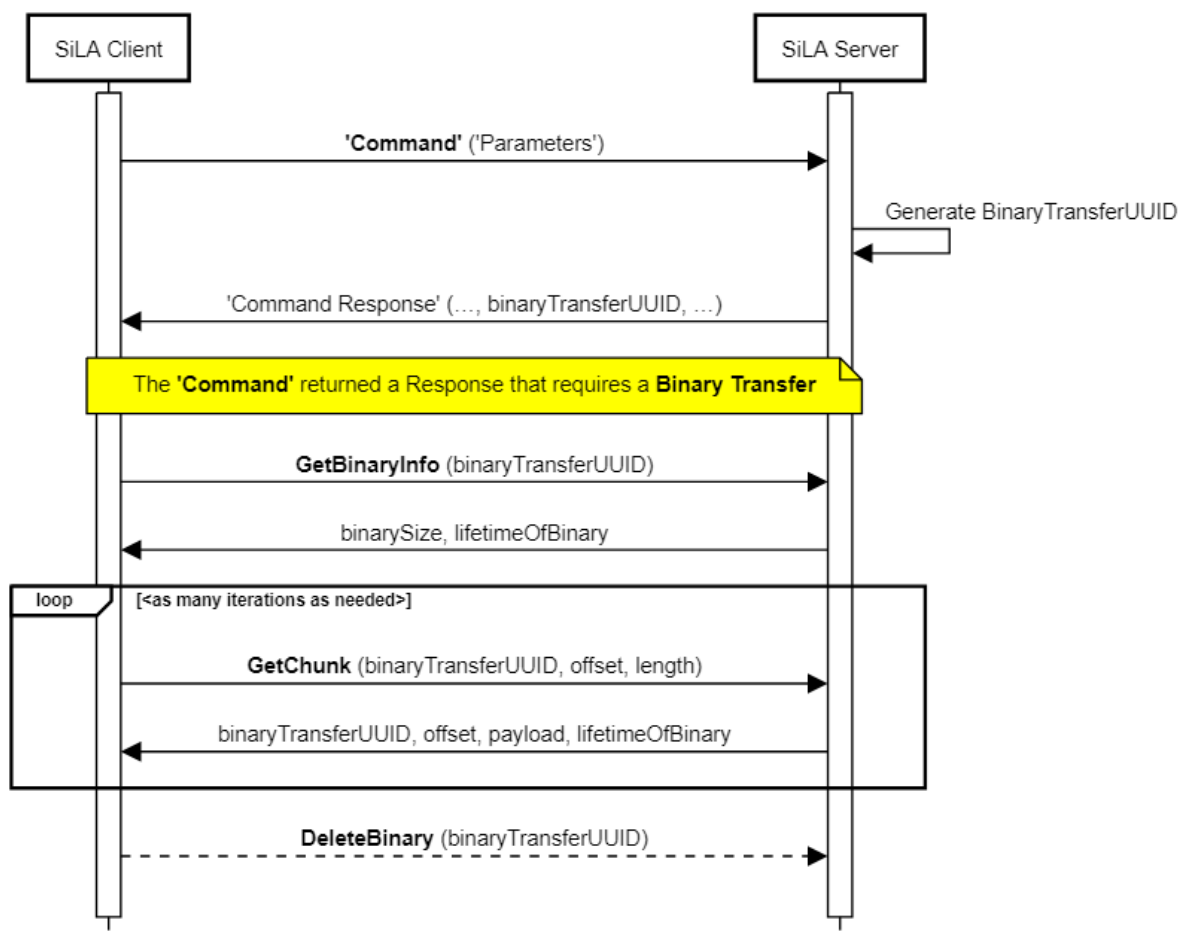 SiLA Client
SiLA Server
'Command' ('Parameters')
Generate BinaryTransferUUID
'Command Response' (…, binaryTransferUUID, …)
The 'Command' returned a Response that requires a Binary Transfer
GetBinaryInfo (binaryTransferUUID)
binarySize, lifetimeOfBinary
loop
[<as many iterations as needed>]
GetChunk (binaryTransferUUID, offset, length)
binaryTransferUUID, offset, payload, lifetimeOfBinary
DeleteBinary (binaryTransferUUID)